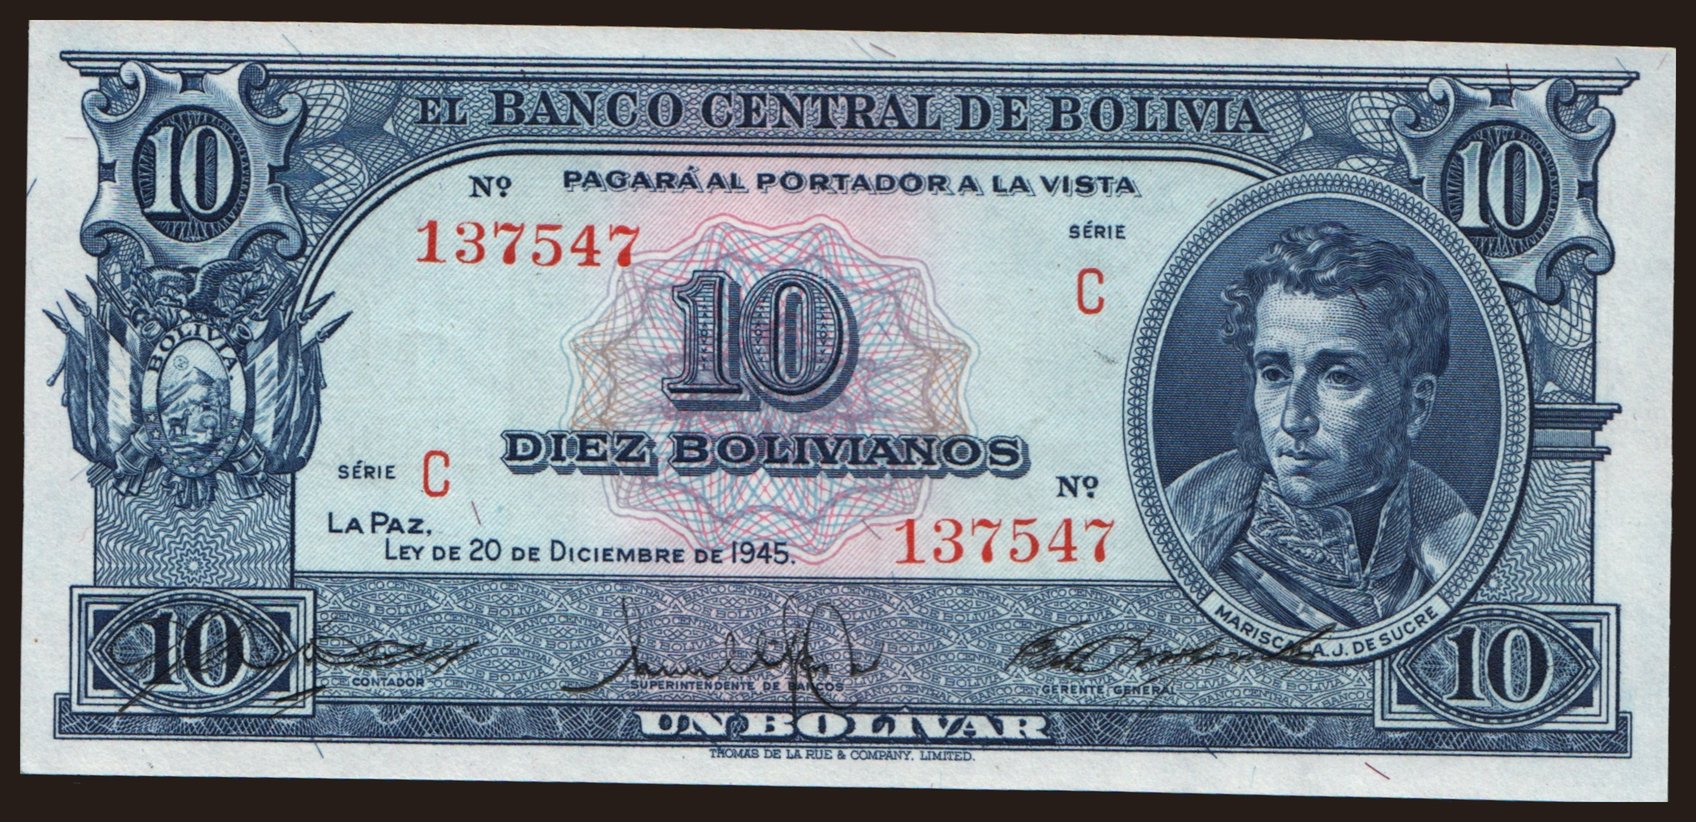 EL BANCO CENTRAL DE BOLIVIA
10
10
Nº PAGARÁ AL PORTADOR A LA VISTA
137547
SÉRIE
C
10
BOLIVIA.
DIEZ BOLIVIANOS
SÉRIE C
Nº
137547
LA PAZ,
LEY DE 20 DE DICIEMBRE DE 1945.
MARISCAL A. J. DE SUCRE
10
10
CONTADOR
SUPERINTENDENTE DE BANCOS
GERENTE GENERAL
UN BOLÍVAR
THOMAS DE LA RUE & COMPANY, LIMITED.